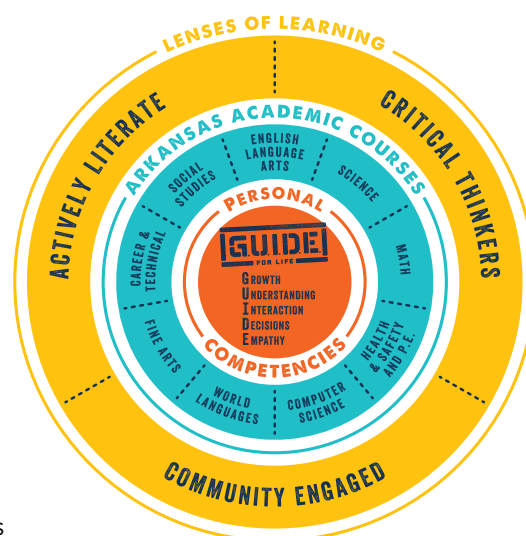 LENSES OF LEARNING
ACTIVELY LITERATE
CRITICAL THINKERS
COMMUNITY ENGAGED
ARKANSAS ACADEMIC COURSES
ENGLISH
LANGUAGE
ARTS
SCIENCE
MATH
HEALTH
& SAFETY
AND P.E.
COMPUTER
SCIENCE
WORLD
LANGUAGES
FINE ARTS
CAREER &
TECHNICAL
SOCIAL
STUDIES
PERSONAL
COMPETENCIES
G.U.I.D.E.
FOR LIFE
GROWTH
UNDERSTANDING
INTERACTION
DECISIONS
EMPATHY
s